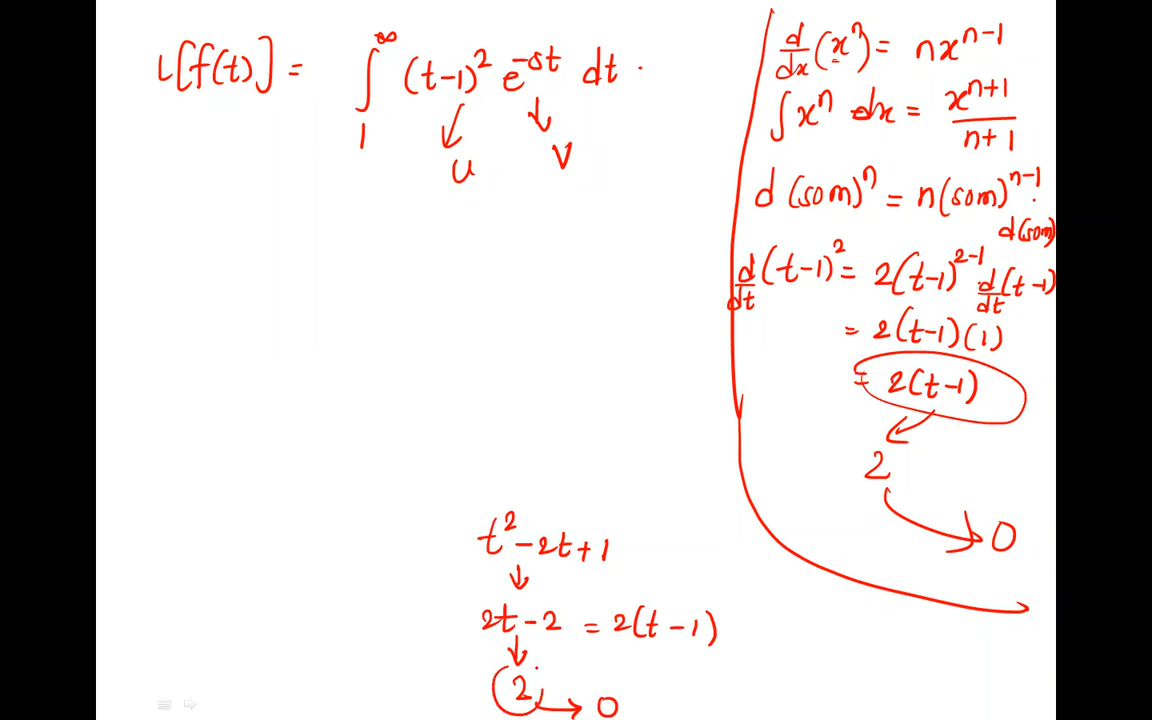 L[f(t)] = ∫₁^∞ (t-1)² e^{-st} dt .
↙ u ↓ v
d/dx (xⁿ) = nx^{n-1}
∫ xⁿ dx = x^{n+1}/(n+1)
d (som)ⁿ = n(som)^{n-1} .
d(som)
d/dt (t-1)² = 2(t-1)^{2-1} d/dt (t-1)
= 2(t-1)(1)
= 2(t-1)
↙
2
→ 0
t² - 2t + 1
↓
2t - 2 = 2(t-1)
↓
2 → 0